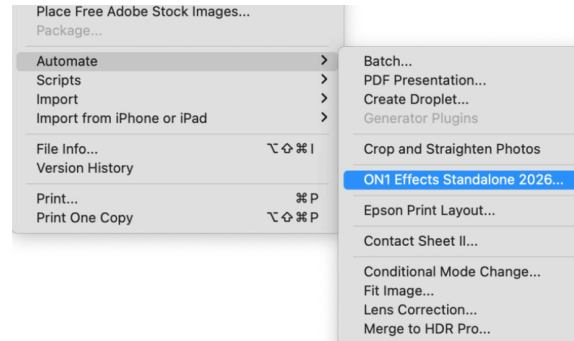 Place Free Adobe Stock Images...
Package...
Automate >
Scripts >
Import >
Import from iPhone or iPad >
File Info... ⌥⇧⌘I
Version History
Print... ⌘P
Print One Copy ⌥⇧⌘P
Batch...
PDF Presentation...
Create Droplet...
Generator Plugins
Crop and Straighten Photos
ON1 Effects Standalone 2026...
Epson Print Layout...
Contact Sheet II...
Conditional Mode Change...
Fit Image...
Lens Correction...
Merge to HDR Pro...